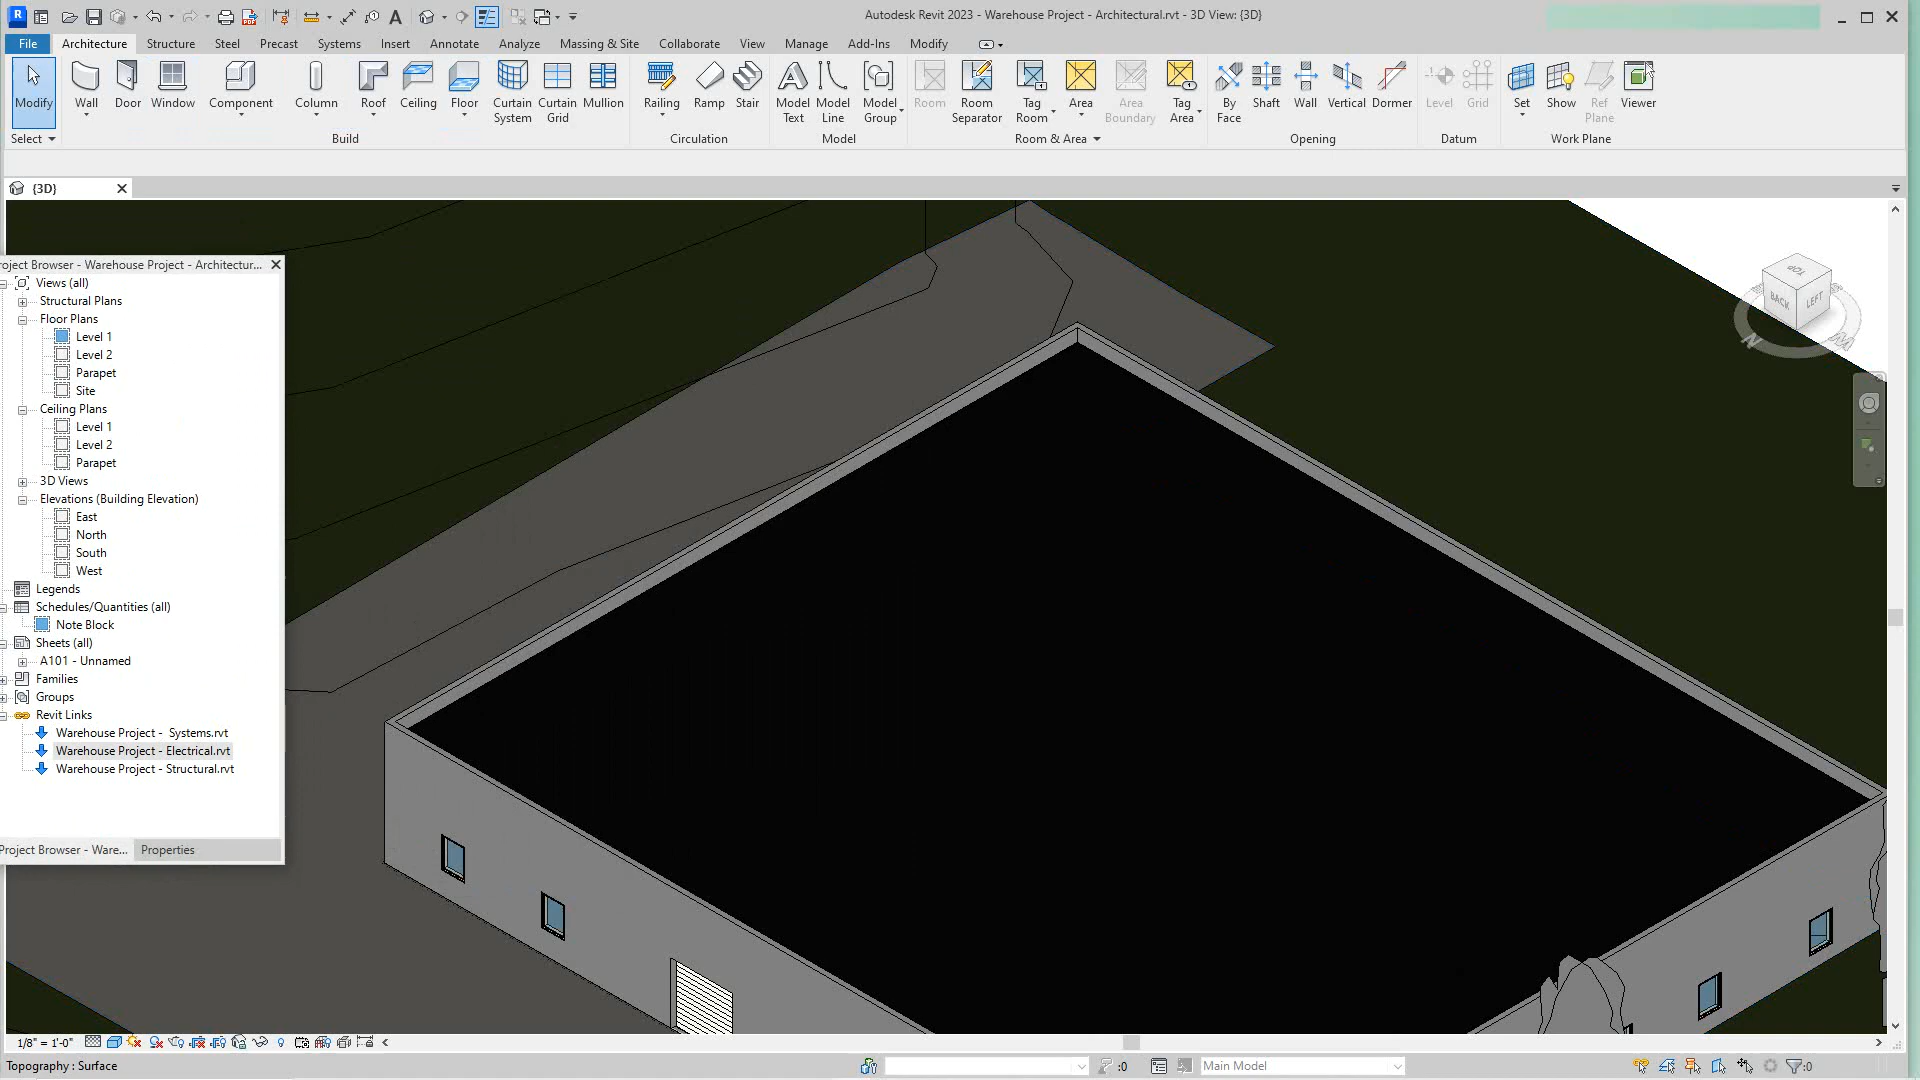 Autodesk Revit 2023 - Warehouse Project - Architectural.rvt - 3D View: {3D}
File Architecture Structure Steel Precast Systems Insert Annotate Analyze Massing & Site Collaborate View Manage Add-Ins Modify
Modify Wall Door Window Component Column Roof Ceiling Floor Curtain System Curtain Grid Mullion Railing Ramp Stair Model Text Model Line Model Group Room Room Separator Tag Room Area Area Boundary Tag Area By Face Shaft Wall Vertical Dormer Level Grid Set Show Ref Plane Viewer
Select Build Circulation Model Room & Area Opening Datum Work Plane
{3D}
TOP
BACK LEFT
N
oject Browser - Warehouse Project - Architectur...
Views (all)
Structural Plans
Floor Plans
Level 1
Level 2
Parapet
Site
Ceiling Plans
Level 1
Level 2
Parapet
3D Views
Elevations (Building Elevation)
East
North
South
West
Legends
Schedules/Quantities (all)
Note Block
Sheets (all)
A101 - Unnamed
Families
Groups
Revit Links
Warehouse Project - Systems.rvt
Warehouse Project - Electrical.rvt
Warehouse Project - Structural.rvt
Project Browser - Ware... Properties
1/8" = 1'-0"
Topography : Surface :0 Main Model :0